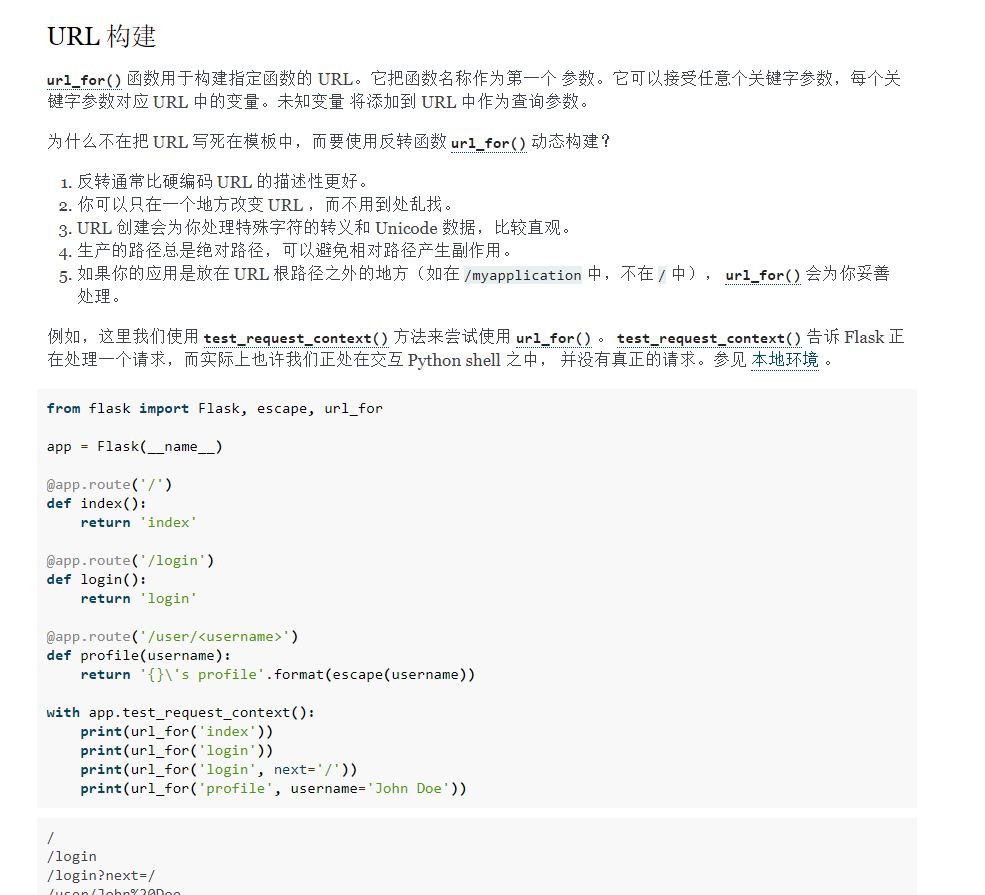 URL 构建
url_for() 函数用于构建指定函数的 URL。它把函数名称作为第一个 参数。它可以接受任意个关键字参数，每个关
键字参数对应 URL 中的变量。未知变量 将添加到 URL 中作为查询参数。
为什么不在把 URL 写死在模板中，而要使用反转函数 url_for() 动态构建？
1. 反转通常比硬编码 URL 的描述性更好。
2. 你可以只在一个地方改变 URL ，而不用到处乱找。
3. URL 创建会为你处理特殊字符的转义和 Unicode 数据，比较直观。
4. 生产的路径总是绝对路径，可以避免相对路径产生副作用。
5. 如果你的应用是放在 URL 根路径之外的地方（如在 /myapplication 中，不在 / 中）， url_for() 会为你妥善
处理。
例如，这里我们使用 test_request_context() 方法来尝试使用 url_for() 。 test_request_context() 告诉 Flask 正
在处理一个请求，而实际上也许我们正处在交互 Python shell 之中， 并没有真正的请求。参见 本地环境 。
from flask import Flask, escape, url_for
app = Flask(__name__)
@app.route('/')
def index():
    return 'index'
@app.route('/login')
def login():
    return 'login'
@app.route('/user/<username>')
def profile(username):
    return '{}\'s profile'.format(escape(username))
with app.test_request_context():
    print(url_for('index'))
    print(url_for('login'))
    print(url_for('login', next='/'))
    print(url_for('profile', username='John Doe'))
/
/login
/login?next=/
/user/John%20Doe